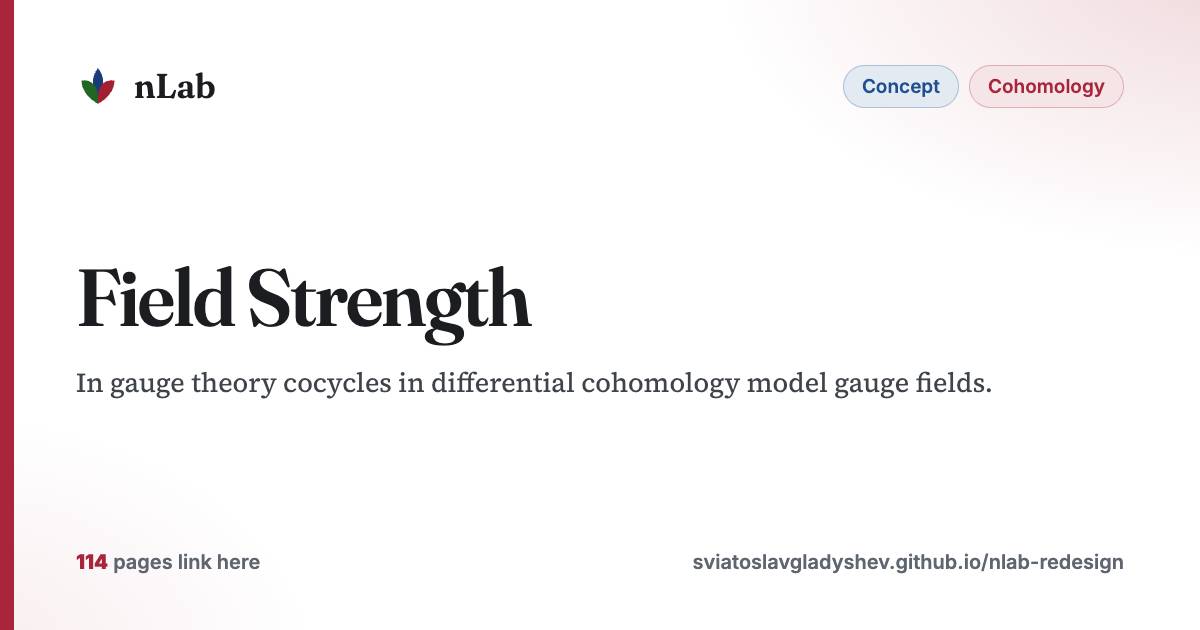 nLab
Concept
Cohomology
Field Strength
In gauge theory cocycles in differential cohomology model gauge fields.
114 pages link here
sviatoslavgladyshev.github.io/nlab-redesign